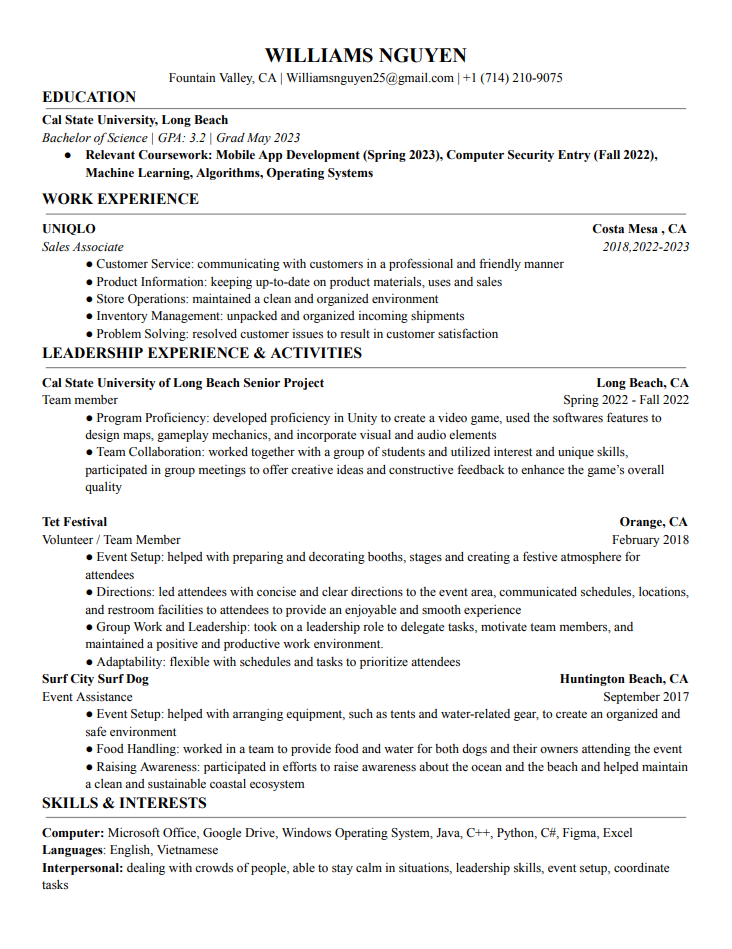 WILLIAMS NGUYEN
Fountain Valley, CA | Williamsnguyen25@gmail.com | +1 (714) 210-9075
EDUCATION
Cal State University, Long Beach
Bachelor of Science | GPA: 3.2 | Grad May 2023
● Relevant Coursework: Mobile App Development (Spring 2023), Computer Security Entry (Fall 2022),
Machine Learning, Algorithms, Operating Systems
WORK EXPERIENCE
UNIQLO Costa Mesa , CA
Sales Associate 2018,2022-2023
● Customer Service: communicating with customers in a professional and friendly manner
● Product Information: keeping up-to-date on product materials, uses and sales
● Store Operations: maintained a clean and organized environment
● Inventory Management: unpacked and organized incoming shipments
● Problem Solving: resolved customer issues to result in customer satisfaction
LEADERSHIP EXPERIENCE & ACTIVITIES
Cal State University of Long Beach Senior Project Long Beach, CA
Team member Spring 2022 - Fall 2022
● Program Proficiency: developed proficiency in Unity to create a video game, used the softwares features to
design maps, gameplay mechanics, and incorporate visual and audio elements
● Team Collaboration: worked together with a group of students and utilized interest and unique skills,
participated in group meetings to offer creative ideas and constructive feedback to enhance the game's overall
quality
Tet Festival Orange, CA
Volunteer / Team Member February 2018
● Event Setup: helped with preparing and decorating booths, stages and creating a festive atmosphere for
attendees
● Directions: led attendees with concise and clear directions to the event area, communicated schedules, locations,
and restroom facilities to attendees to provide an enjoyable and smooth experience
● Group Work and Leadership: took on a leadership role to delegate tasks, motivate team members, and
maintained a positive and productive work environment.
● Adaptability: flexible with schedules and tasks to prioritize attendees
Surf City Surf Dog Huntington Beach, CA
Event Assistance September 2017
● Event Setup: helped with arranging equipment, such as tents and water-related gear, to create an organized and
safe environment
● Food Handling: worked in a team to provide food and water for both dogs and their owners attending the event
● Raising Awareness: participated in efforts to raise awareness about the ocean and the beach and helped maintain
a clean and sustainable coastal ecosystem
SKILLS & INTERESTS
Computer: Microsoft Office, Google Drive, Windows Operating System, Java, C++, Python, C#, Figma, Excel
Languages: English, Vietnamese
Interpersonal: dealing with crowds of people, able to stay calm in situations, leadership skills, event setup, coordinate
tasks